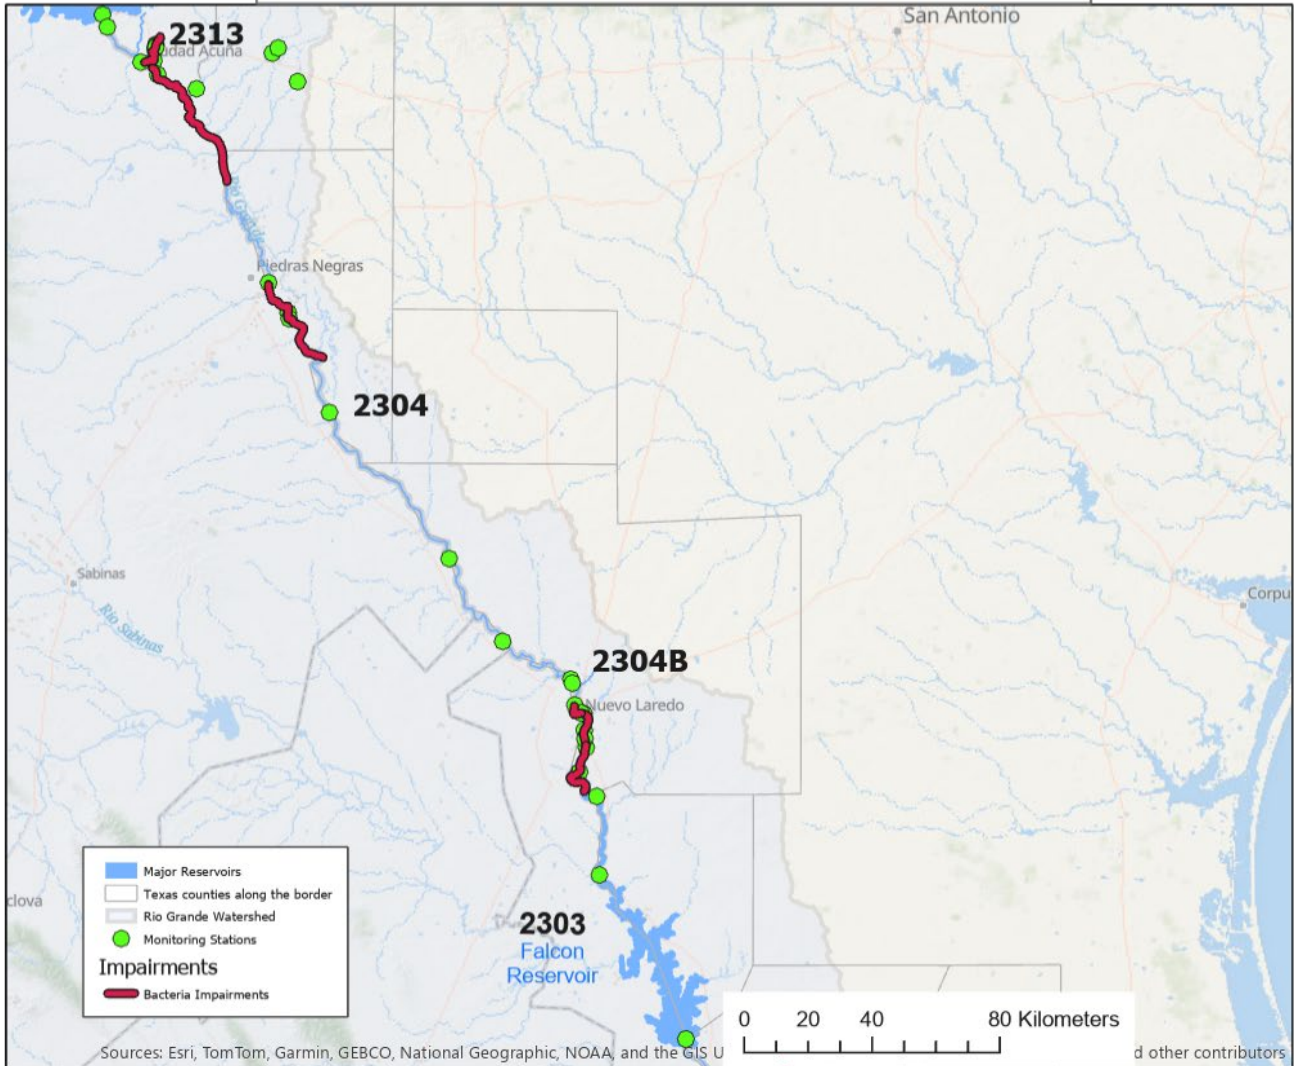 San Antonio
2313
dad Acuña
Piedras Negras
2304
Sabinas
Rio Sabinas
Corpu
2304B
Nuevo Laredo
Major Reservoirs
Texas counties along the border
Rio Grande Watershed
Monitoring Stations
Impairments
Bacteria Impairments
clova
2303
Falcon
Reservoir
0 20 40 80 Kilometers
Sources: Esri, TomTom, Garmin, GEBCO, National Geographic, NOAA, and the GIS U
d other contributors